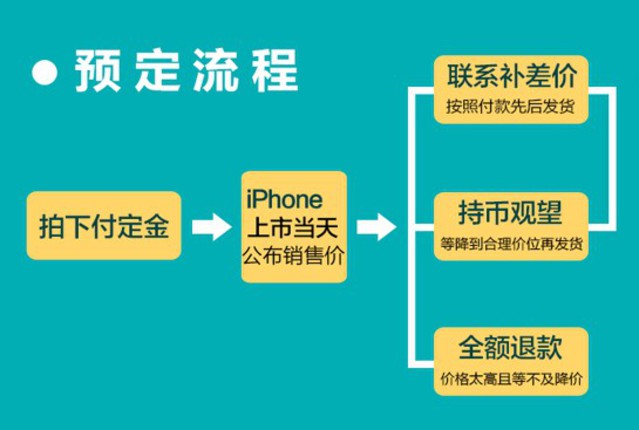 预定流程
拍下付定金
iPhone
上市当天
公布销售价
联系补差价
按照付款先后发货
持币观望
等降到合理价位再发货
全额退款
价格太高且等不及降价